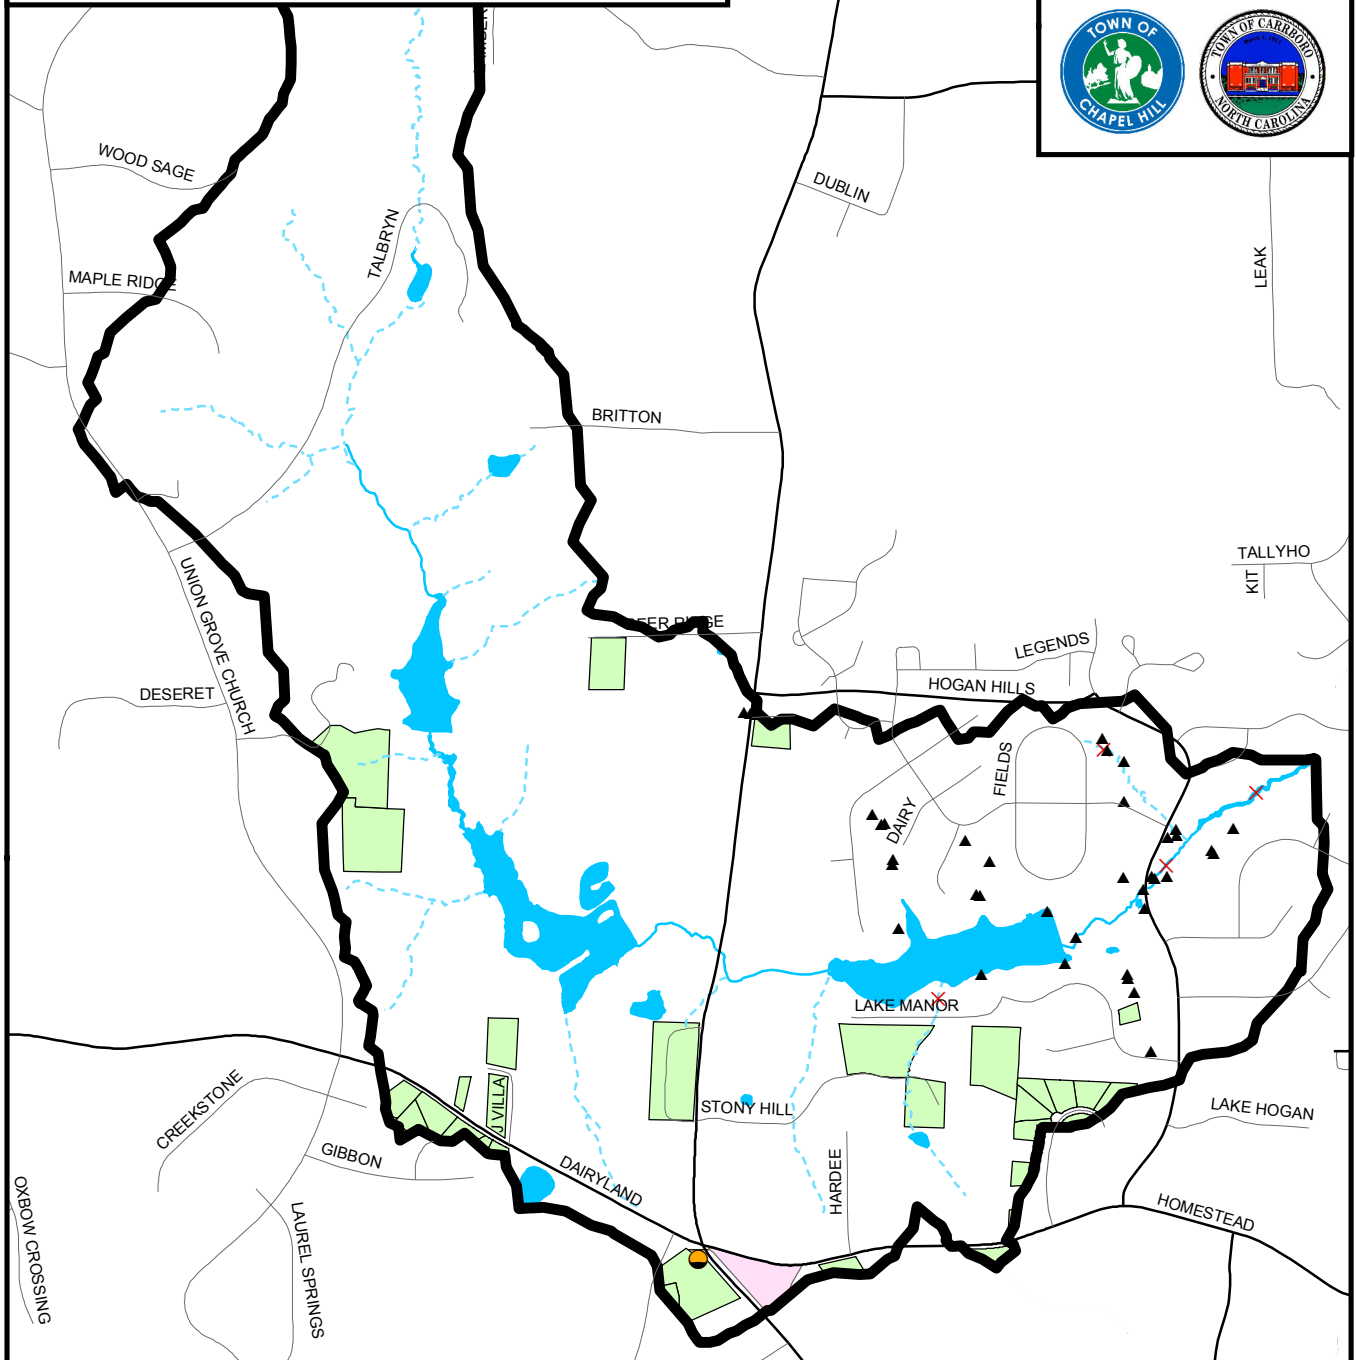 TOWN OF
CHAPEL HILL
TOWN OF CARRBORO
NORTH CAROLINA
WOOD SAGE
DUBLIN
TALBRYN
LEAK
MAPLE RIDGE
BRITTON
TALLYHO
KIT
UNION GROVE CHURCH
LEGENDS
HOGAN HILLS
DESERET
FIELDS
DAIRY
LAKE MANOR
CREEKSTONE
J VILLA
STONY HILL
LAKE HOGAN
GIBBON
DAIRYLAND
HARDEE
HOMESTEAD
OXBOW CROSSING
LAUREL SPRINGS